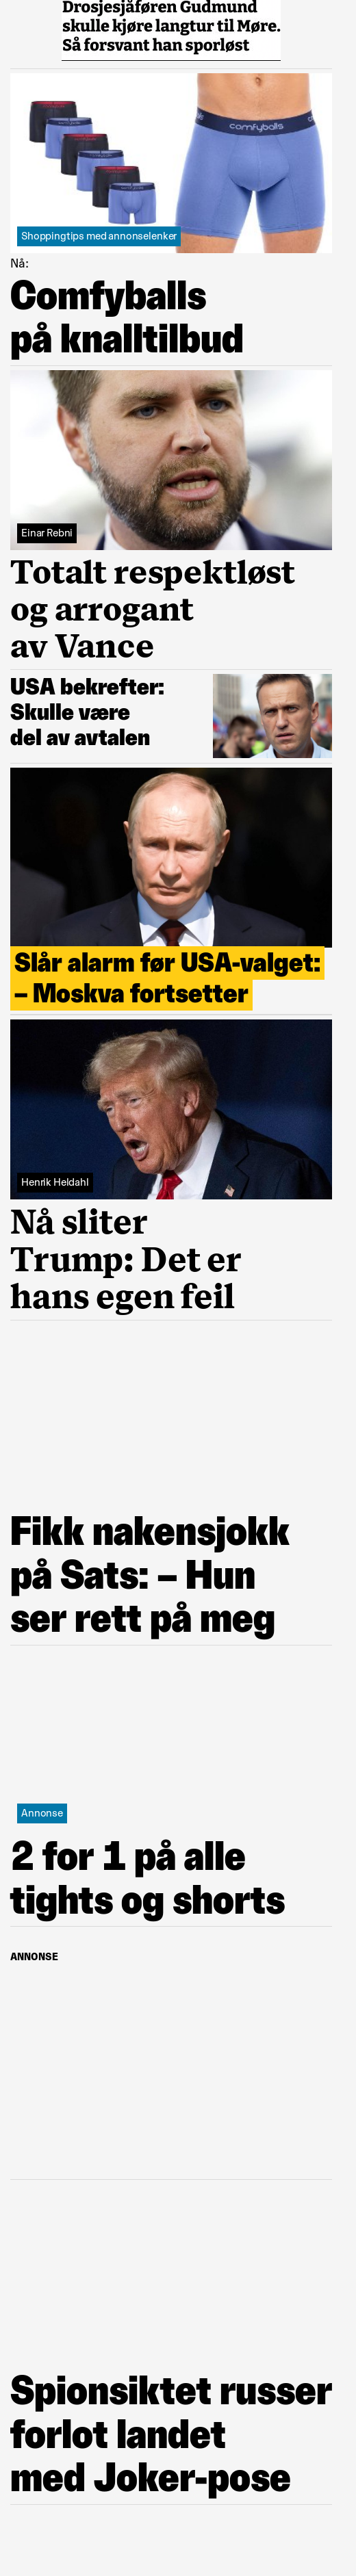 Drosjesjåføren Gudmund
skulle kjøre langtur til Møre.
Så forsvant han sporløst
comfyballs
Shoppingtips med annonselenker
Nå:
Comfyballs
på knalltilbud
Einar Rebni
Totalt respektløst
og arrogant
av Vance
USA bekrefter:
Skulle være
del av avtalen
Slår alarm før USA-valget:
– Moskva fortsetter
Henrik Heldahl
Nå sliter
Trump: Det er
hans egen feil
Fikk nakensjokk
på Sats: – Hun
ser rett på meg
Annonse
2 for 1 på alle
tights og shorts
ANNONSE
Spionsiktet russer
forlot landet
med Joker-pose